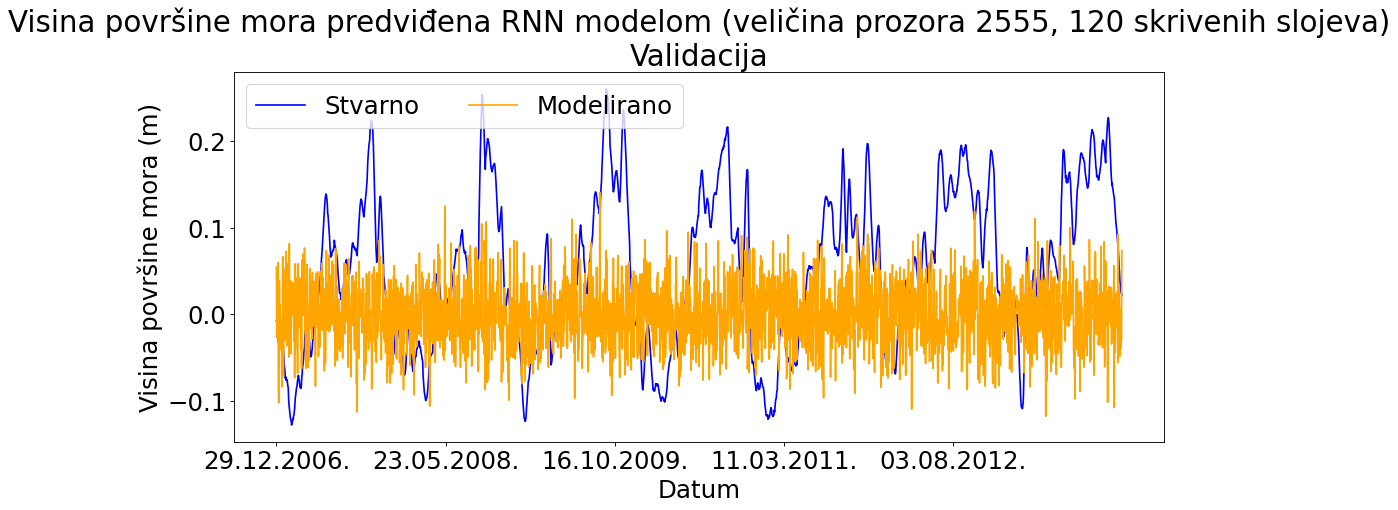 Visina površine mora predviđena RNN modelom (veličina prozora 2555, 120 skrivenih slojeva)
Validacija
Stvarno Modelirano
Visina površine mora (m)
0.2
0.1
0.0
−0.1
29.12.2006. 23.05.2008. 16.10.2009. 11.03.2011. 03.08.2012.
Datum